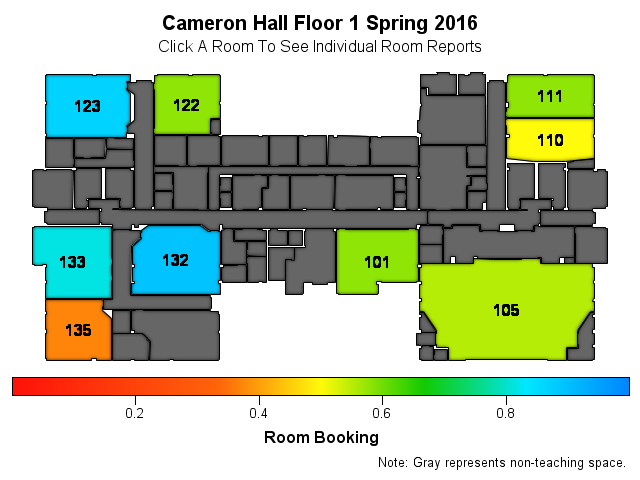 Cameron Hall Floor 1 Spring 2016
Click A Room To See Individual Room Reports
123
122
111
110
133
132
101
105
135
0.2 0.4 0.6 0.8
Room Booking
Note: Gray represents non-teaching space.